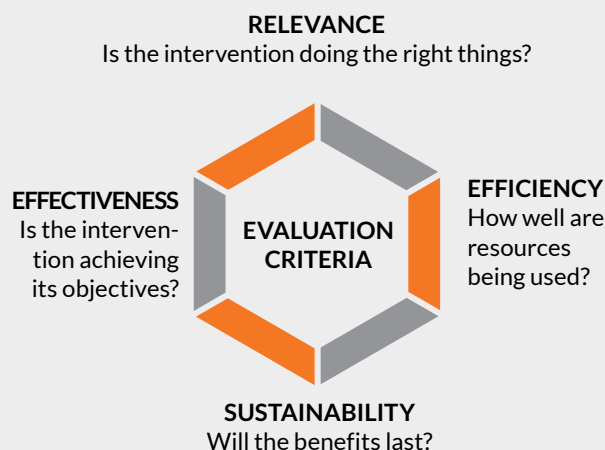 RELEVANCE
Is the intervention doing the right things?
EFFECTIVENESS
Is the interven-
tion achieving
its objectives?
EVALUATION
CRITERIA
EFFICIENCY
How well are
resources
being used?
SUSTAINABILITY
Will the benefits last?